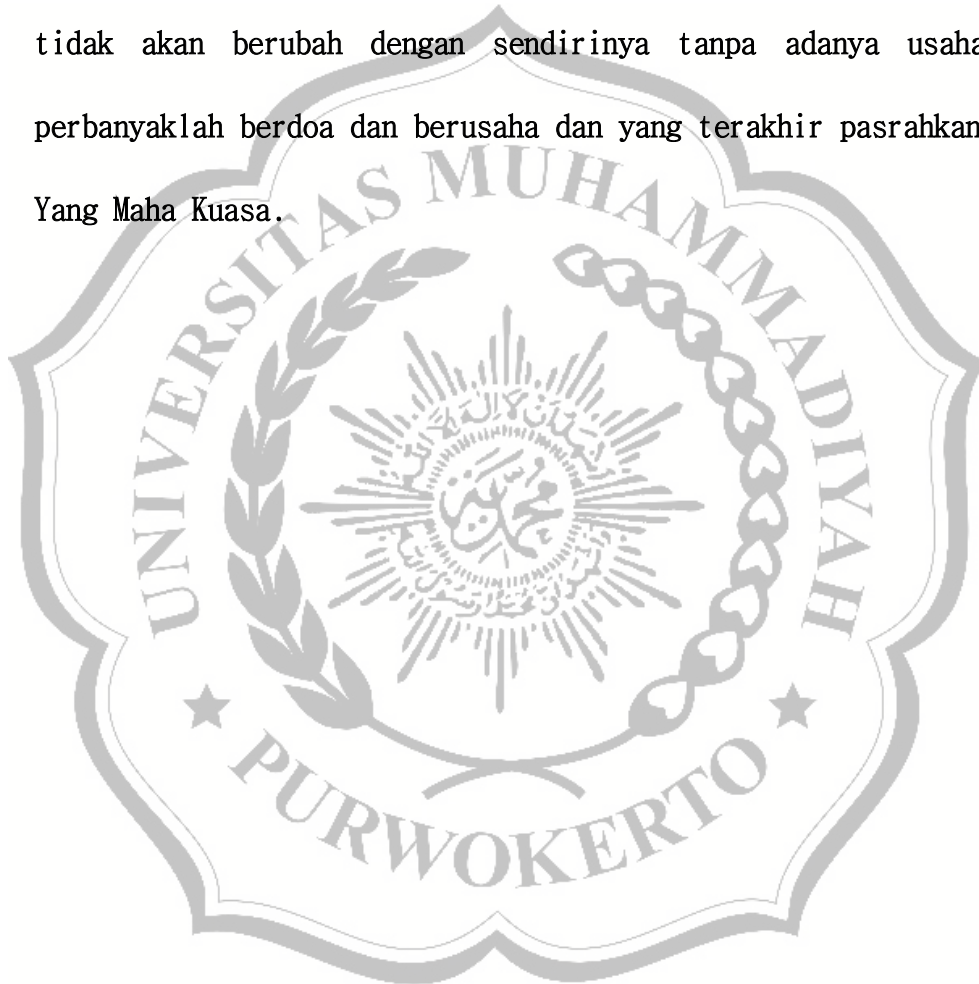 tidak akan berubah dengan sendirinya tanpa adanya usaha
perbanyaklah berdoa dan berusaha dan yang terakhir pasrahkan
Yang Maha Kuasa.
UNIVERSITAS MUHAMMADIYAH
PURWOKERTO